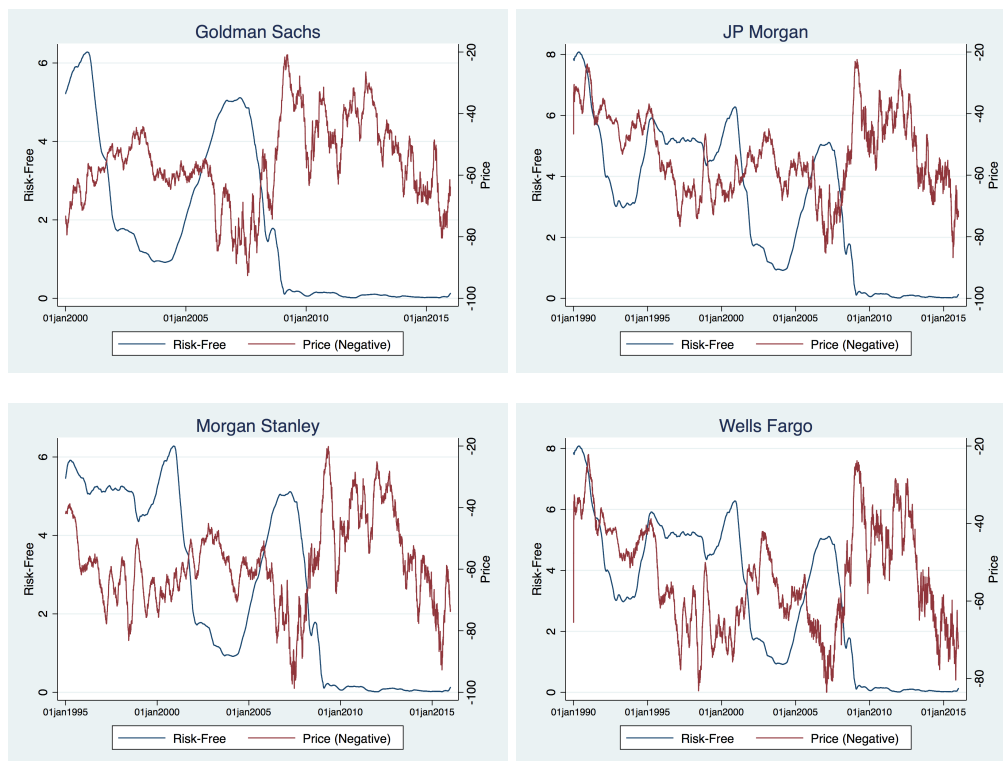 Goldman Sachs
Risk-Free
0 2 4 6
-100 -80 -60 -40 -20
Price
01jan2000 01jan2005 01jan2010 01jan2015
Risk-Free Price (Negative)
JP Morgan
Risk-Free
0 2 4 6 8
-100 -80 -60 -40 -20
Price
01jan1990 01jan1995 01jan2000 01jan2005 01jan2010 01jan2015
Risk-Free Price (Negative)
Morgan Stanley
Risk-Free
0 2 4 6
-100 -80 -60 -40 -20
Price
01jan1995 01jan2000 01jan2005 01jan2010 01jan2015
Risk-Free Price (Negative)
Wells Fargo
Risk-Free
0 2 4 6 8
-80 -60 -40 -20
Price
01jan1990 01jan1995 01jan2000 01jan2005 01jan2010 01jan2015
Risk-Free Price (Negative)